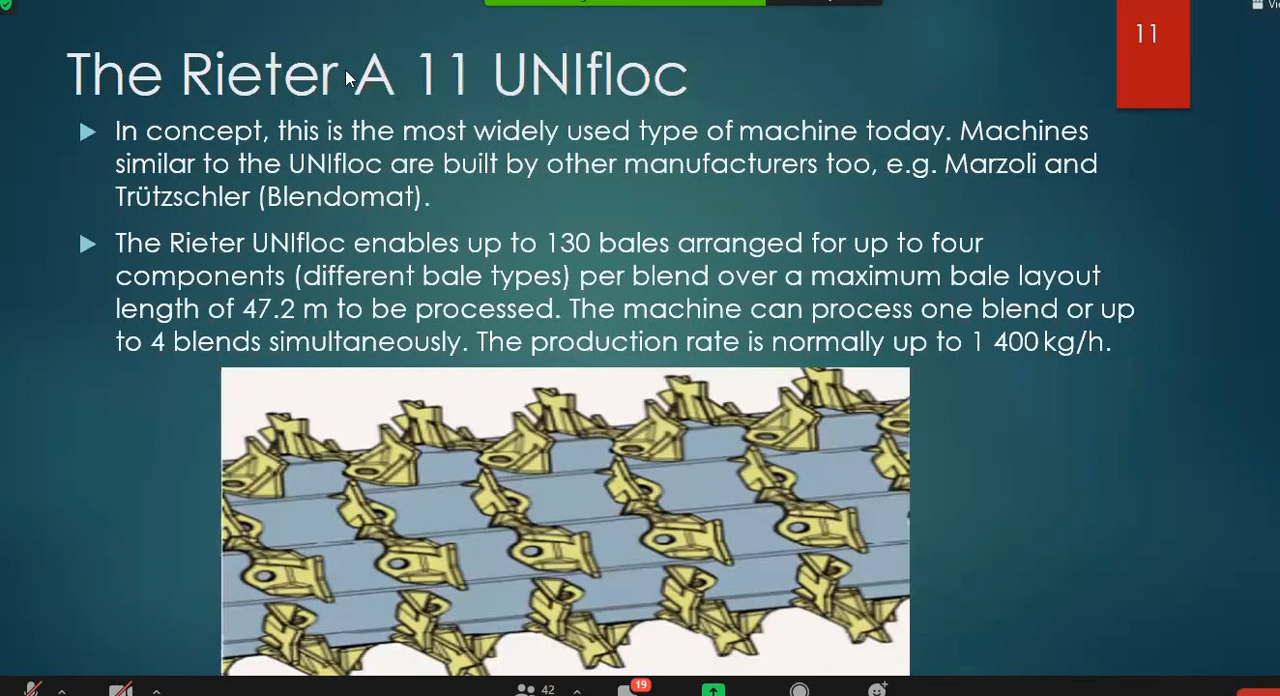 11
The Rieter A 11 UNIfloc
In concept, this is the most widely used type of machine today. Machines
similar to the UNIfloc are built by other manufacturers too, e.g. Marzoli and
Trützschler (Blendomat).
The Rieter UNIfloc enables up to 130 bales arranged for up to four
components (different bale types) per blend over a maximum bale layout
length of 47.2 m to be processed. The machine can process one blend or up
to 4 blends simultaneously. The production rate is normally up to 1 400 kg/h.
42
19